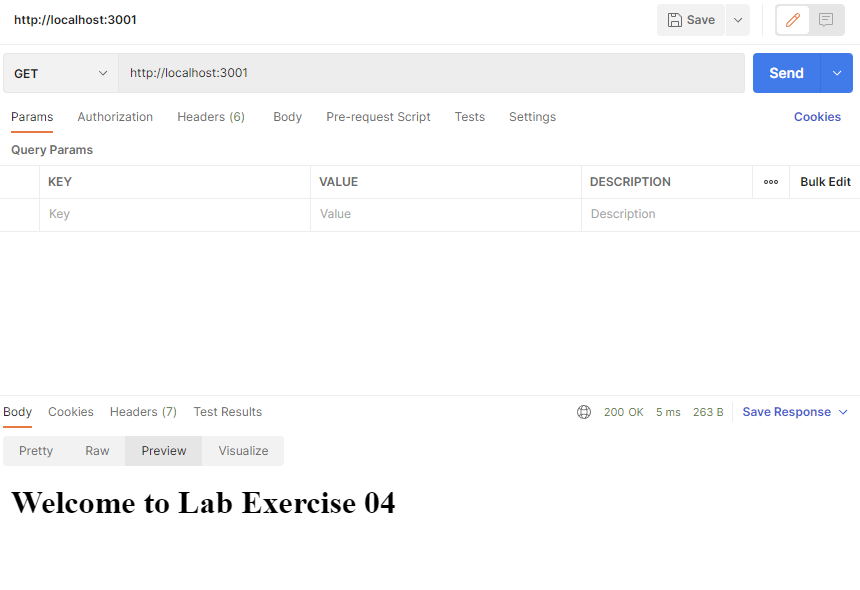 http://localhost:3001 Save
GET http://localhost:3001 Send
Params Authorization Headers (6) Body Pre-request Script Tests Settings Cookies
Query Params
KEY VALUE DESCRIPTION ooo Bulk Edit
Key Value Description
Body Cookies Headers (7) Test Results 200 OK 5 ms 263 B Save Response
Pretty Raw Preview Visualize
Welcome to Lab Exercise 04